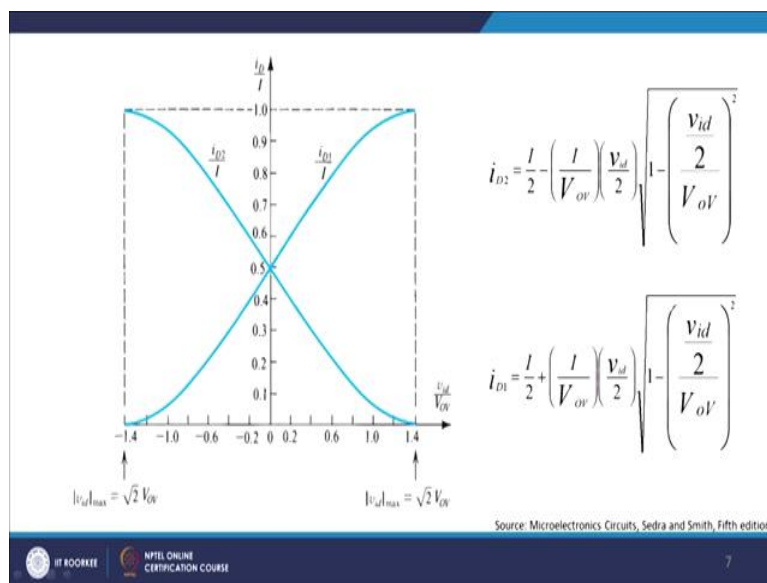 i_D/I
1.0
0.9
i_D2/I
i_D1/I
0.8
0.7
0.6
0.5
0.4
0.3
0.2
0.1
v_id/V_OV
−1.4 −1.0 −0.6 −0.2 0 0.2 0.6 1.0 1.4
|v_id|max = √2 V_OV
|v_id|max = √2 V_OV
i_D2 = I/2 − (I/V_OV)(v_id/2)√(1 − ((v_id/2)/V_oV)²)
i_D1 = I/2 + (I/V_OV)(v_id/2)√(1 − ((v_id/2)/V_oV)²)
Source: Microelectronics Circuits, Sedra and Smith, Fifth edition
IIT ROORKEE
NPTEL ONLINE
CERTIFICATION COURSE
7